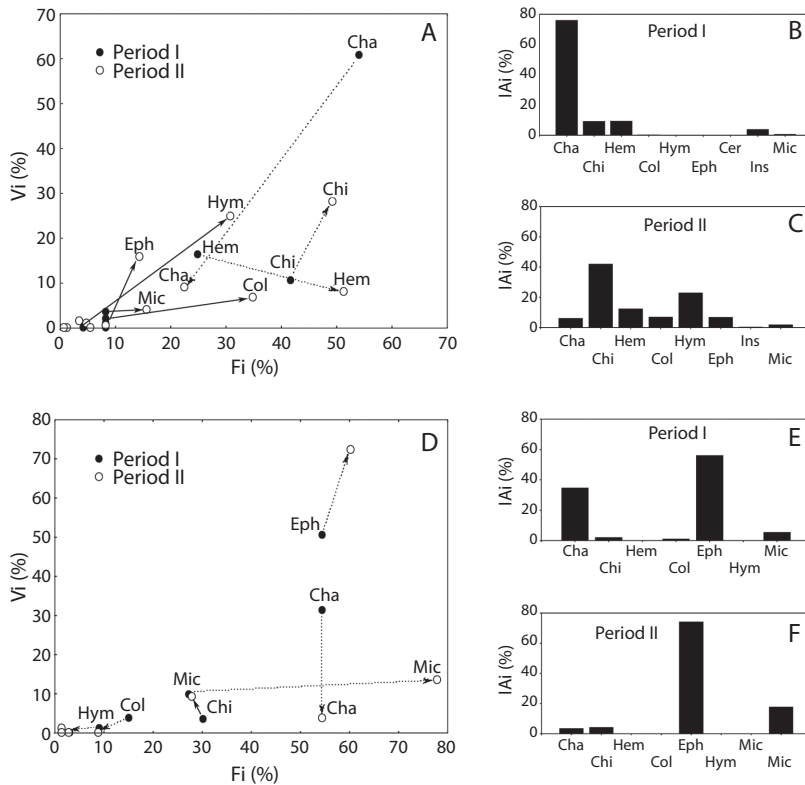 A
Period I
Period II
Cha
Hym
Chi
Eph
Hem
Cha
Chi
Col
Hem
Mic
70
60
50
40
30
20
10
0
Vi (%)
0 10 20 30 40 50 60 70
Fi (%)
B
Period I
80
60
40
20
0
IAi (%)
Cha Hem Hym Cer Mic
Chi Col Eph Ins
C
Period II
80
60
40
20
0
IAi (%)
Cha Hem Hym Ins
Chi Col Eph Mic
D
Period I
Period II
Eph
Cha
Mic
Mic
Hym
Col
Chi
Cha
80
70
60
50
40
30
20
10
0
Vi (%)
0 10 20 30 40 50 60 70 80
Fi (%)
E
Period I
80
60
40
20
0
IAi (%)
Cha Hem Eph Mic
Chi Col Hym
F
Period II
80
60
40
20
0
IAi (%)
Cha Hem Eph Mic
Chi Col Hym Mic